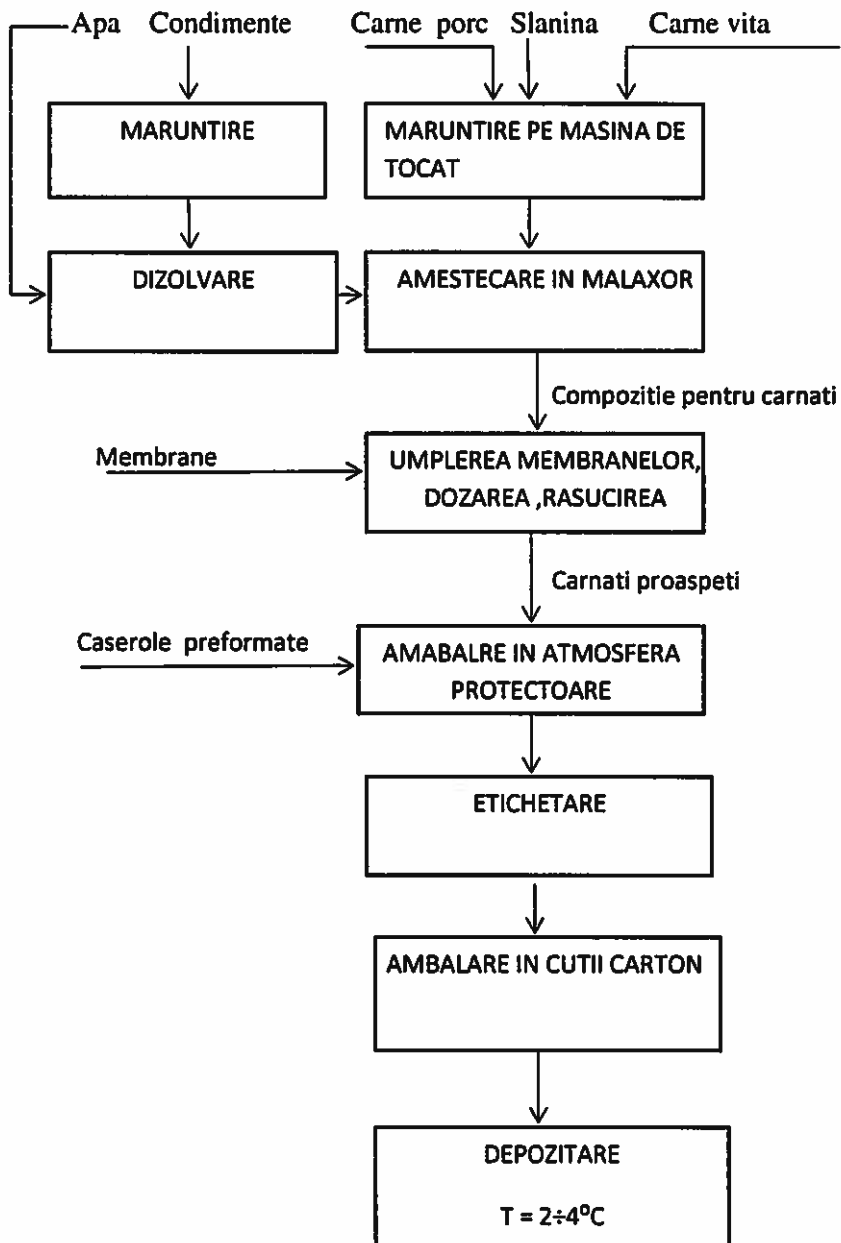 Apa Condimente Carne porc Slanina Carne vita
MARUNTIRE
MARUNTIRE PE MASINA DE
TOCAT
DIZOLVARE
AMESTECARE IN MALAXOR
Compozitie pentru carnati
Membrane
UMPLEREA MEMBRANELOR,
DOZAREA ,RASUCIREA
Carnati proaspeti
Caserole preformate
AMABALRE IN ATMOSFERA
PROTECTOARE
ETICHETARE
AMBALARE IN CUTII CARTON
DEPOZITARE
T = 2÷4⁰C